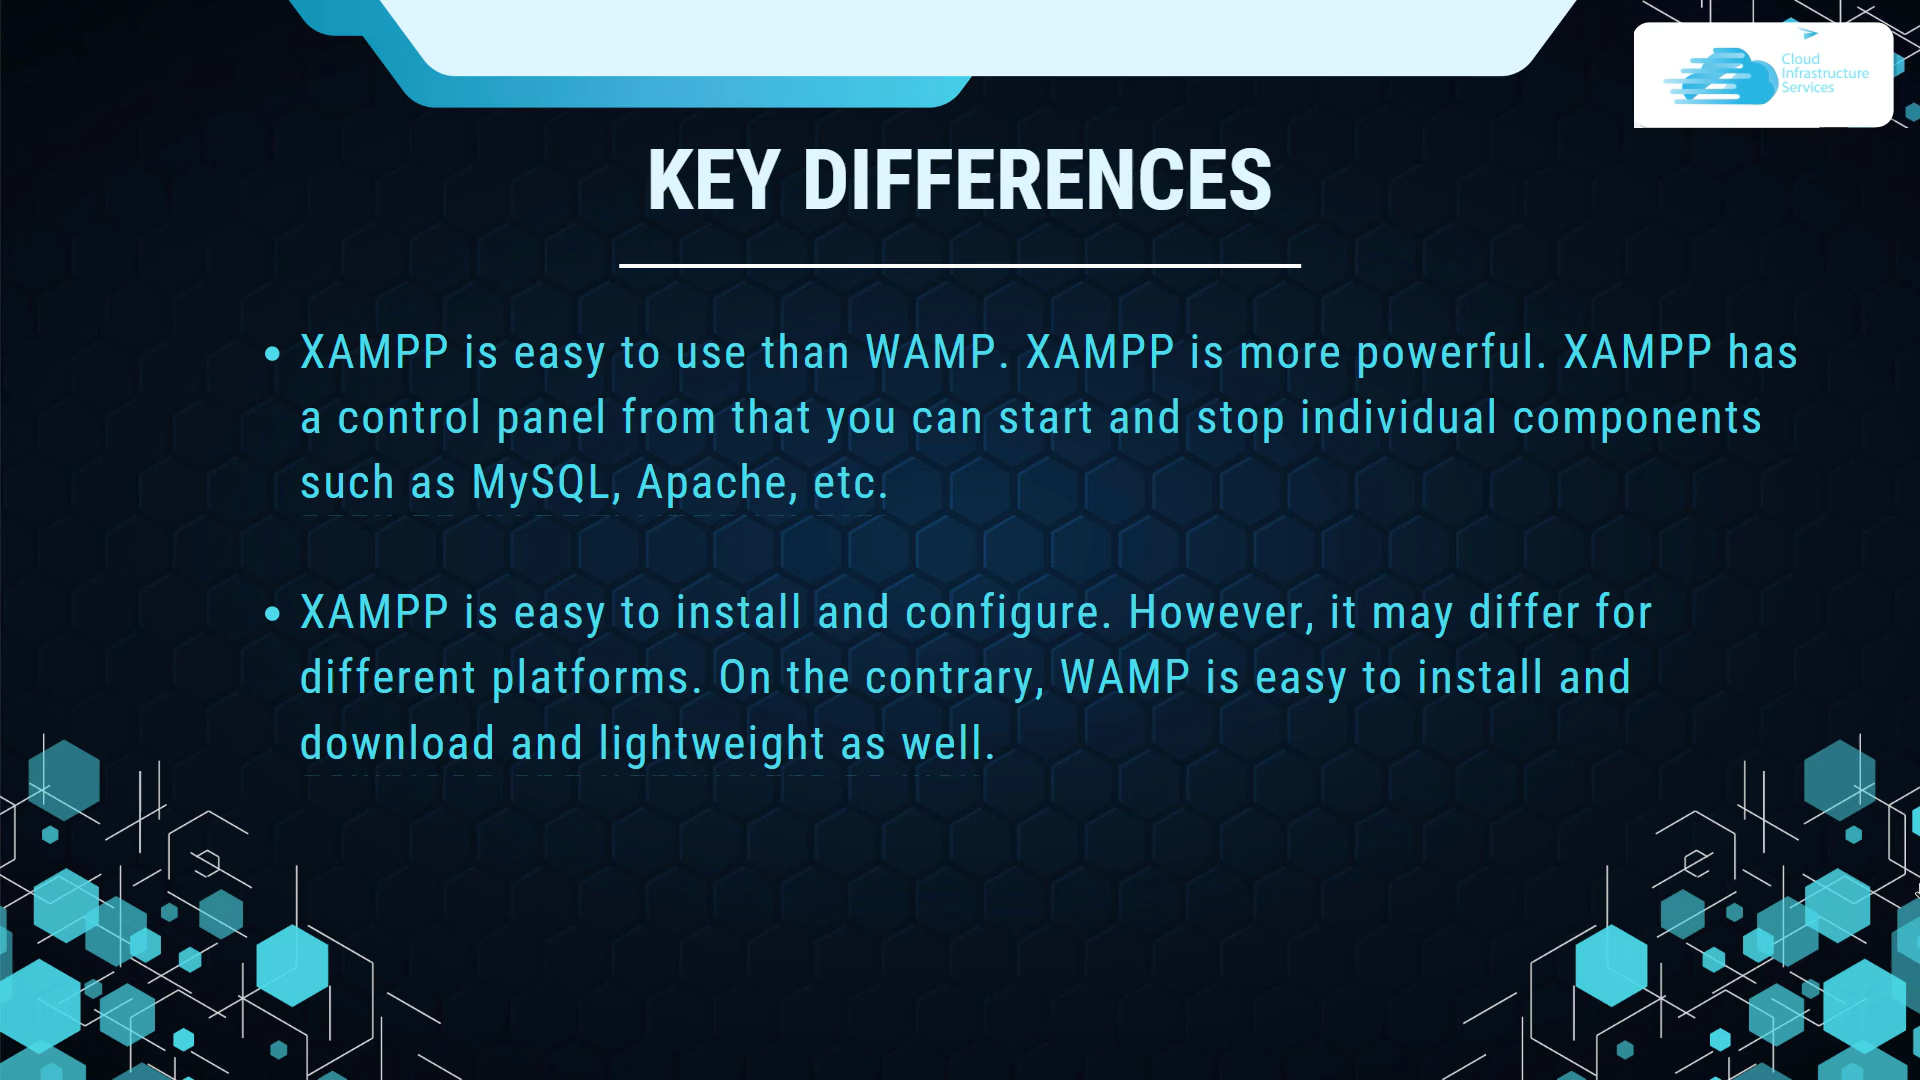 Cloud
Infrastructure
Services
KEY DIFFERENCES
• XAMPP is easy to use than WAMP. XAMPP is more powerful. XAMPP has
a control panel from that you can start and stop individual components
such as MySQL, Apache, etc.
• XAMPP is easy to install and configure. However, it may differ for
different platforms. On the contrary, WAMP is easy to install and
download and lightweight as well.